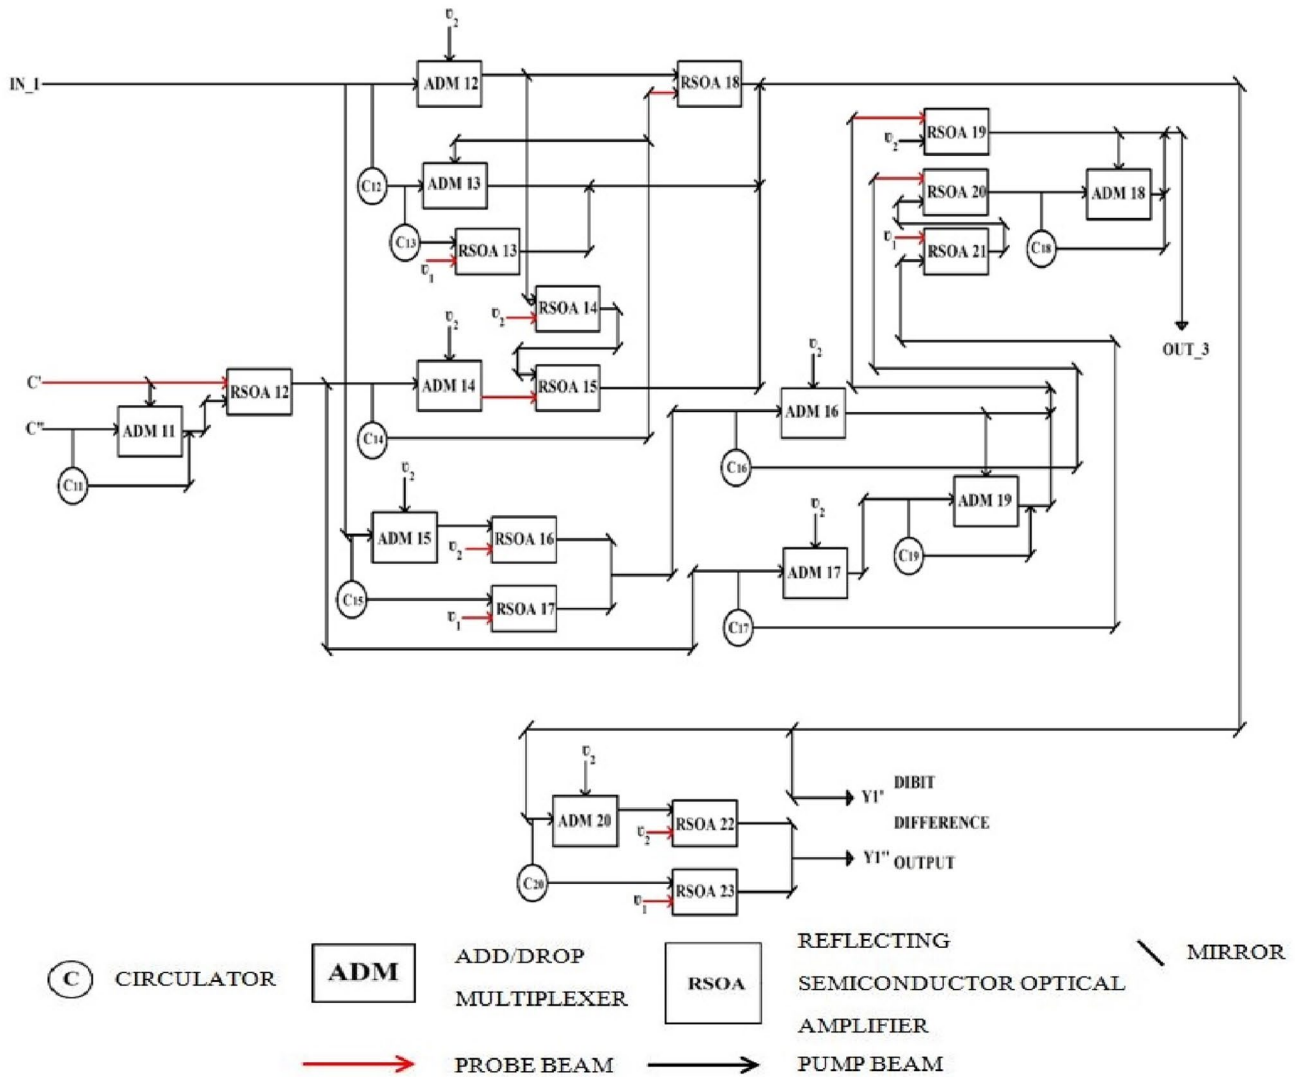 υ2
IN_1
ADM 12
RSOA 18
RSOA 19
υ2
C12
ADM 13
RSOA 20
ADM 18
C13
RSOA 13
υ1
υ1
RSOA 21
C18
υ2
RSOA 14
υ2
OUT_3
υ2
C'
RSOA 12
ADM 14
RSOA 15
C"
ADM 11
ADM 16
C14
C11
C16
υ2
ADM 19
υ2
ADM 15
RSOA 16
υ2
C19
ADM 17
C15
RSOA 17
υ1
C17
υ2
Y1' DIBIT
ADM 20
RSOA 22
υ2
DIFFERENCE
Y1" OUTPUT
C20
RSOA 23
υ1
C CIRCULATOR
ADM
ADD/DROP
MULTIPLEXER
RSOA
REFLECTING
SEMICONDUCTOR OPTICAL
AMPLIFIER
MIRROR
PROBE BEAM
PUMP BEAM